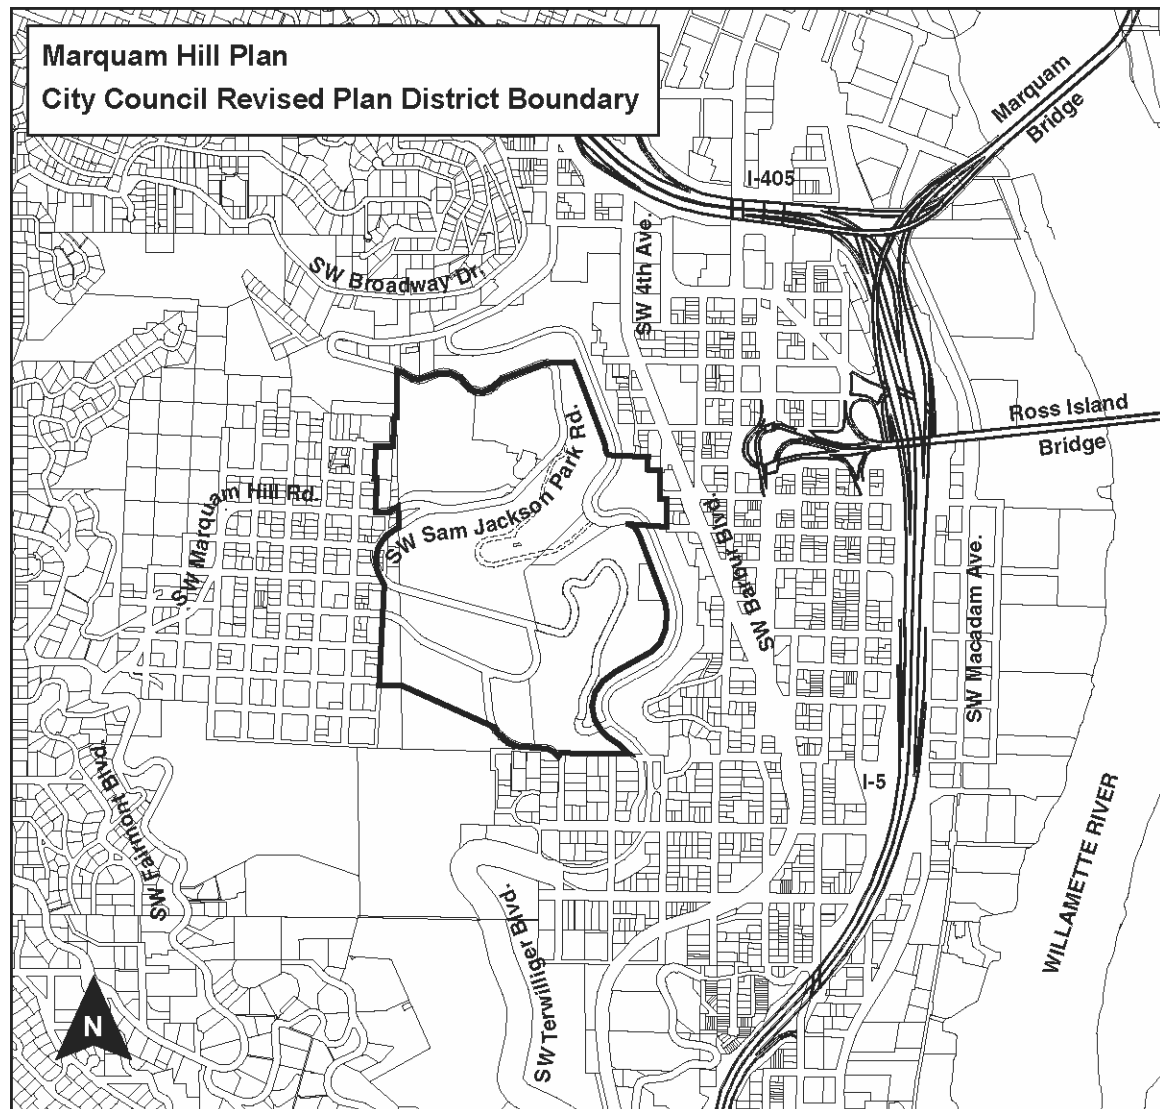 Marquam Hill Plan
City Council Revised Plan District Boundary
Marquam
Bridge
I-405
SW 4th Ave.
SW Broadway Dr.
Ross Island
Bridge
SW Sam Jackson Park Rd.
SW Marquam Hill Rd.
SW Barbur Blvd.
SW Macadam Ave.
SW Fairmont Blvd.
I-5
SW Terwilliger Blvd.
WILLAMETTE RIVER
N